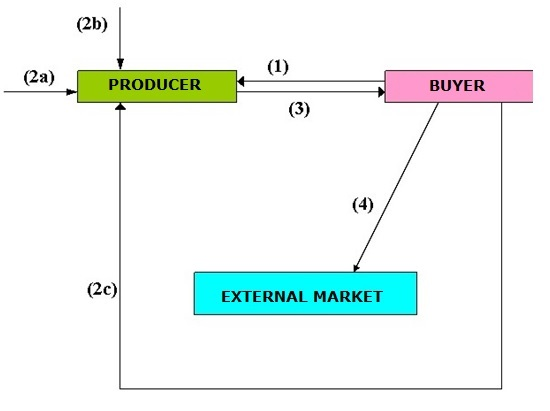 (2b)
(2a)
(1)
PRODUCER
BUYER
(3)
(4)
(2c)
EXTERNAL MARKET